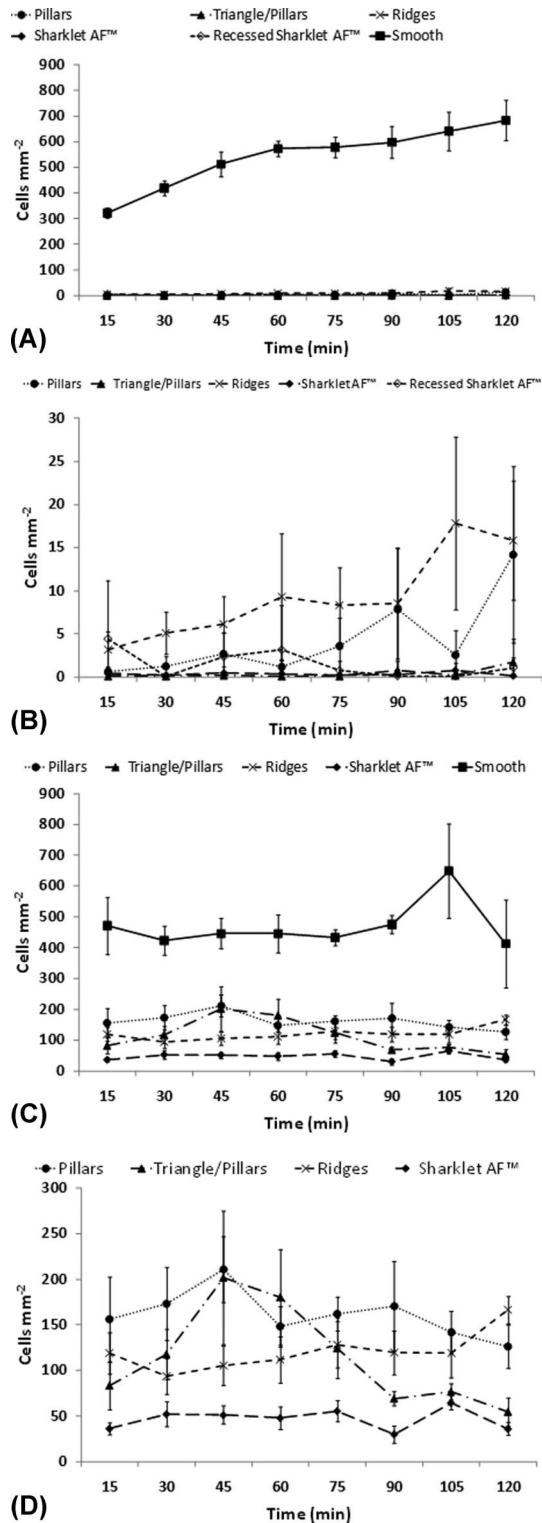 Pillars Triangle/Pillars Ridges
Sharklet AF™ Recessed Sharklet AF™ Smooth
900
800
700
600
500
400
300
200
100
0
Cells mm-2
15 30 45 60 75 90 105 120
Time (min)
(A)
Pillars Triangle/Pillars Ridges SharkletAF™ Recessed Sharklet AF™
30
25
20
15
10
5
0
Cells mm-2
15 30 45 60 75 90 105 120
Time (min)
(B)
Pillars Triangle/Pillars Ridges Sharklet AF™ Smooth
900
800
700
600
500
400
300
200
100
0
Cells mm-2
15 30 45 60 75 90 105 120
Time (min)
(C)
Pillars Triangle/Pillars Ridges Sharklet AF™
300
250
200
150
100
50
0
Cells mm-2
15 30 45 60 75 90 105 120
Time (min)
(D)